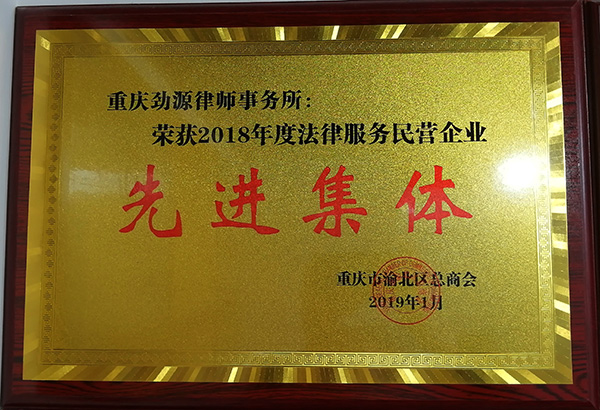 重庆劲源律师事务所：
荣获2018年度法律服务民营企业
先进集体
重庆市渝北区总商会
2019年1月